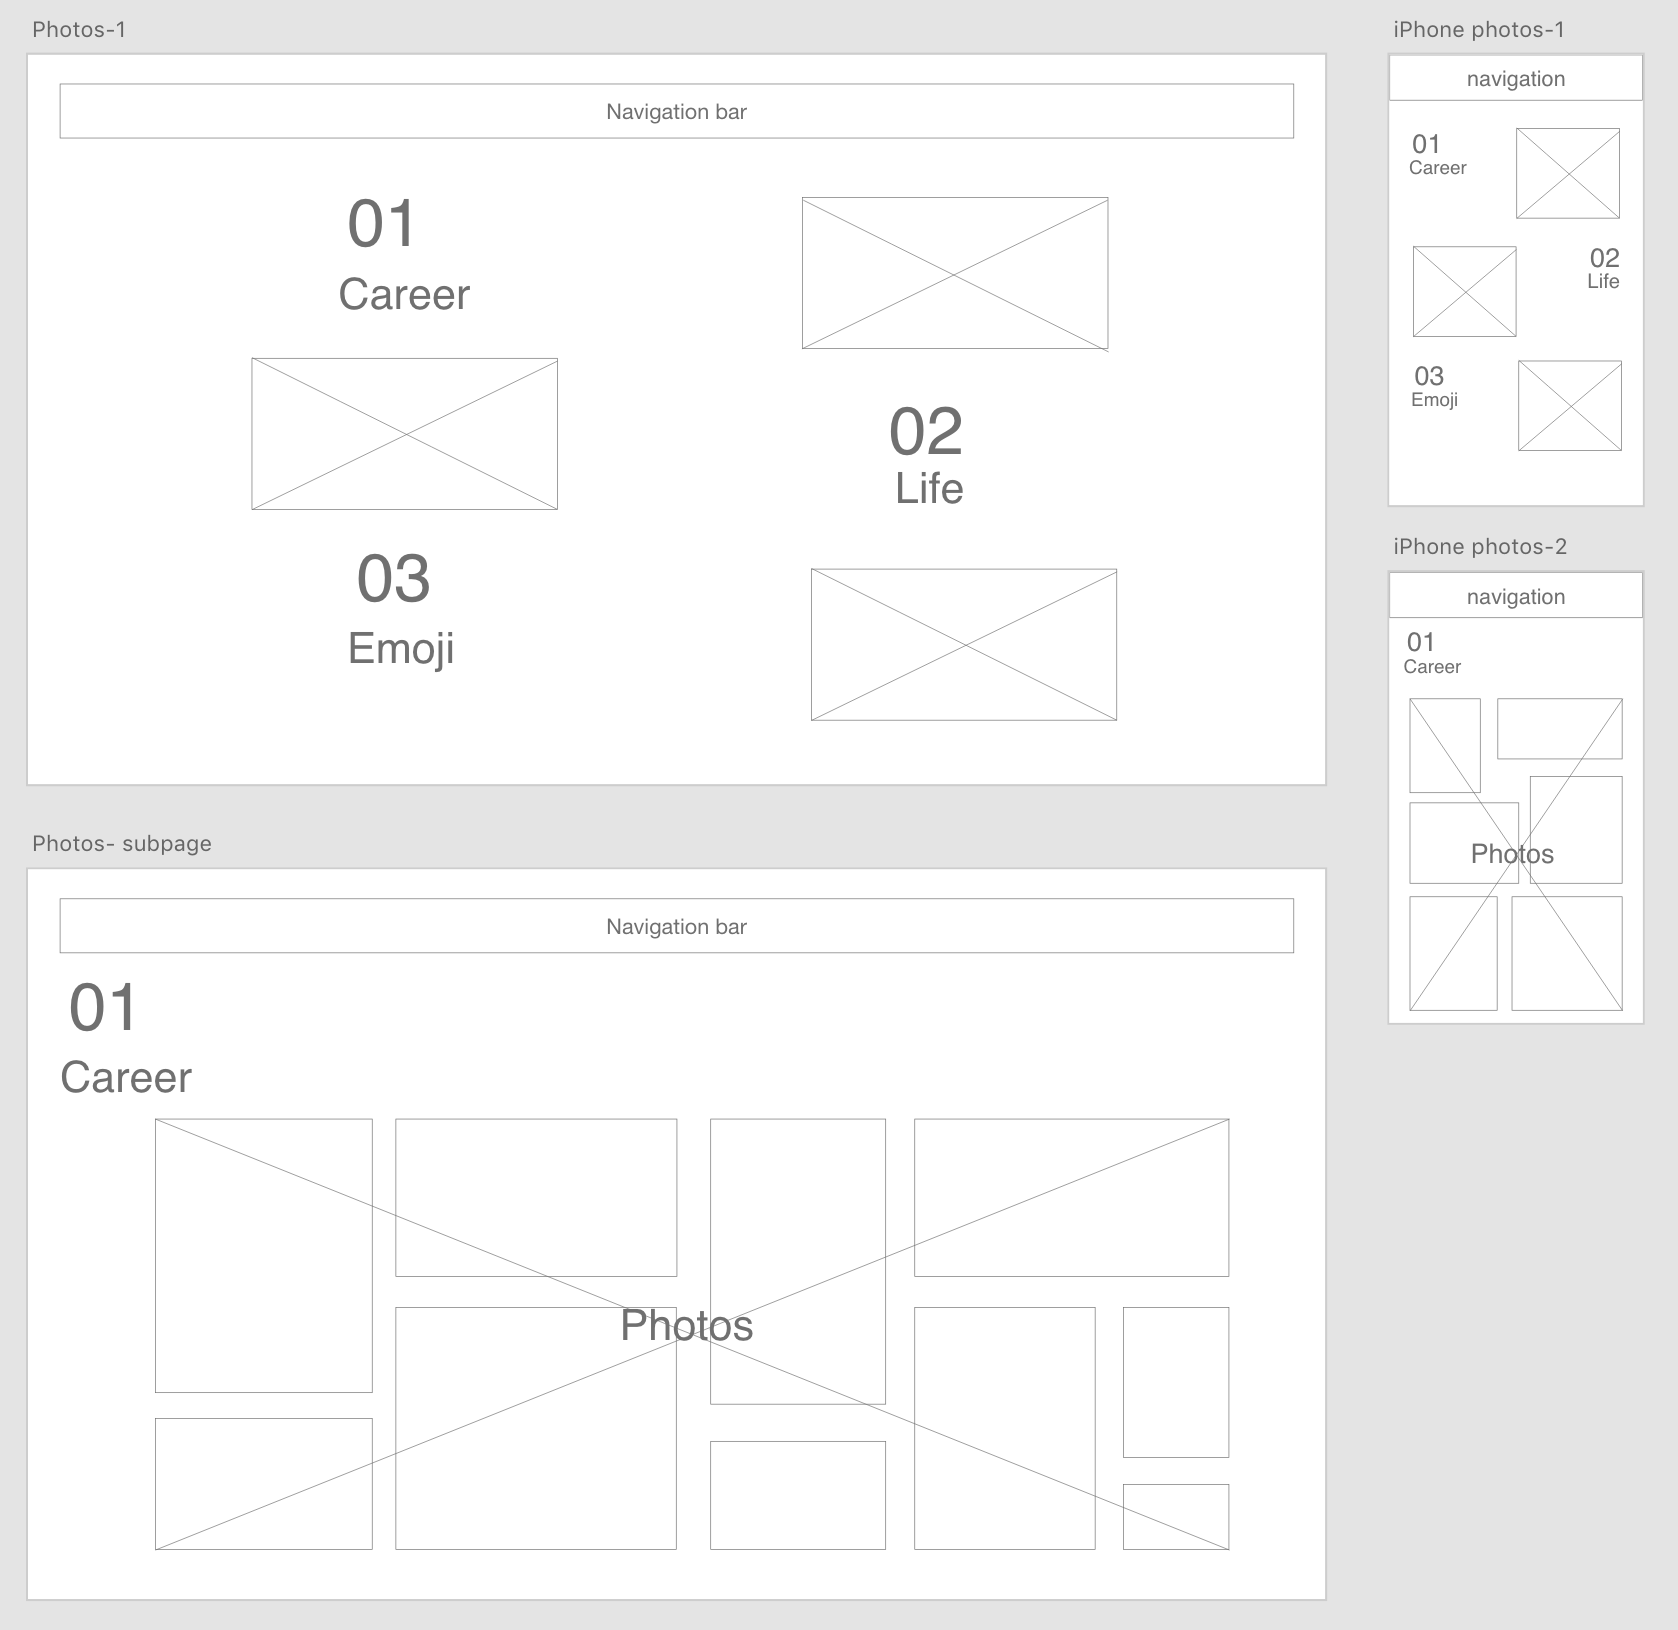 Photos-1
Navigation bar
01
Career
02
Life
03
Emoji
iPhone photos-1
navigation
01
Career
02
Life
03
Emoji
iPhone photos-2
navigation
01
Career
Photos
Photos- subpage
Navigation bar
01
Career
Photos